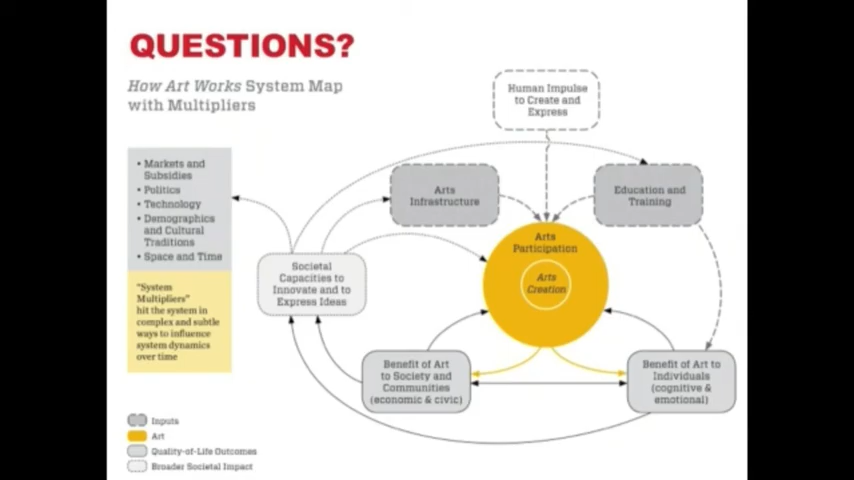 QUESTIONS?
How Art Works System Map
with Multipliers
Human Impulse
to Create and
Express
• Markets and
Subsidies
• Politics
• Technology
• Demographics
and Cultural
Traditions
• Space and Time
"System
Multipliers"
hit the system in
complex and subtle
ways to influence
system dynamics
over time
Arts
Infrastructure
Education and
Training
Arts
Participation
Arts
Creation
Societal
Capacities to
Innovate and to
Express Ideas
Benefit of Art
to Society and
Communities
(economic & civic)
Benefit of Art to
Individuals
(cognitive &
emotional)
Inputs
Art
Quality-of-Life Outcomes
Broader Societal Impact